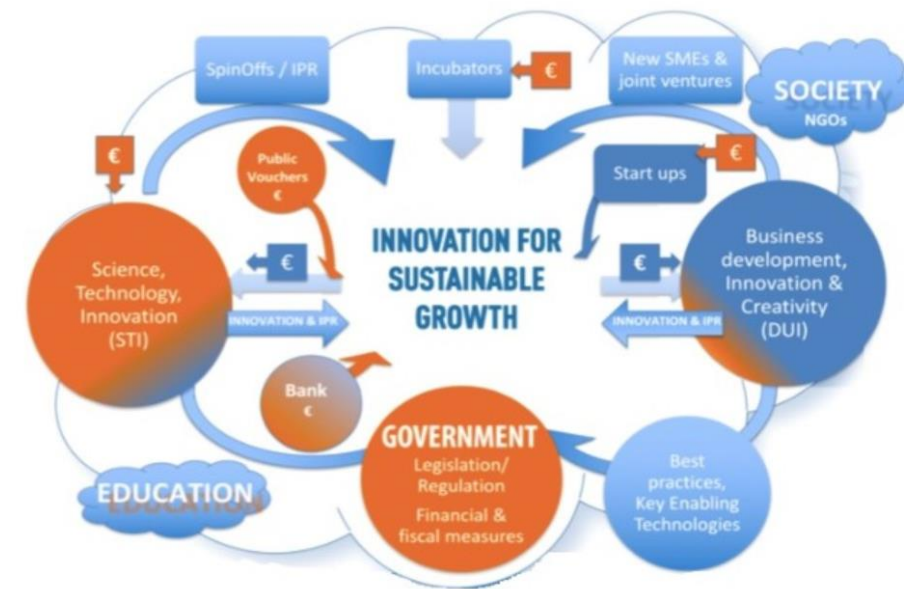 SpinOffs / IPR
Incubators
€
New SMEs &
joint ventures
SOCIETY
NGOs
€
Public
Vouchers
€
€
Start ups
INNOVATION FOR
SUSTAINABLE
GROWTH
Science,
Technology,
Innovation
(STI)
€
INNOVATION & IPR
€
INNOVATION & IPR
Business
development,
Innovation &
Creativity
(DUI)
Bank
€
GOVERNMENT
Legislation/
Regulation
Financial &
fiscal measures
Best
practices,
Key Enabling
Technologies
EDUCATION